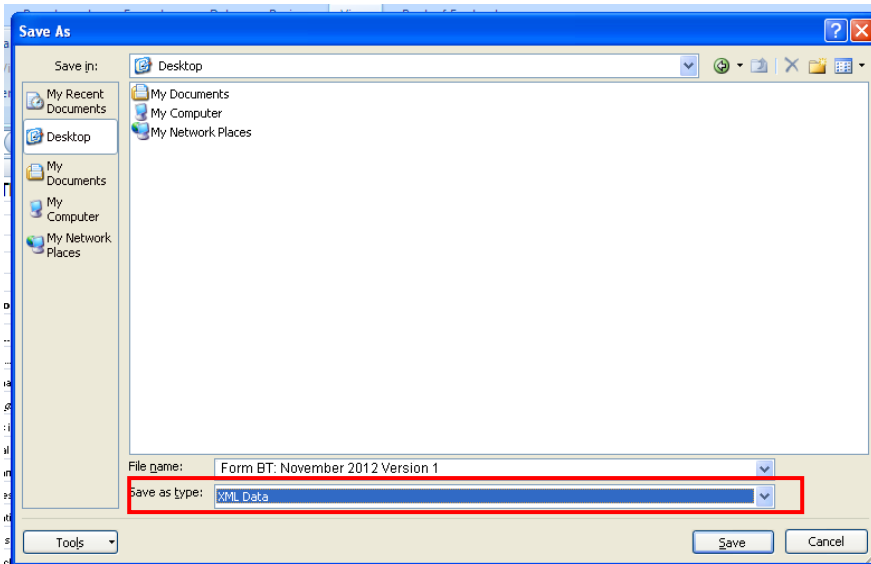 Save As
Save in:
Desktop
My Recent
Documents
Desktop
My
Documents
My
Computer
My Network
Places
My Documents
My Computer
My Network Places
File name:
Form BT: November 2012 Version 1
Save as type:
XML Data
Tools
Save
Cancel